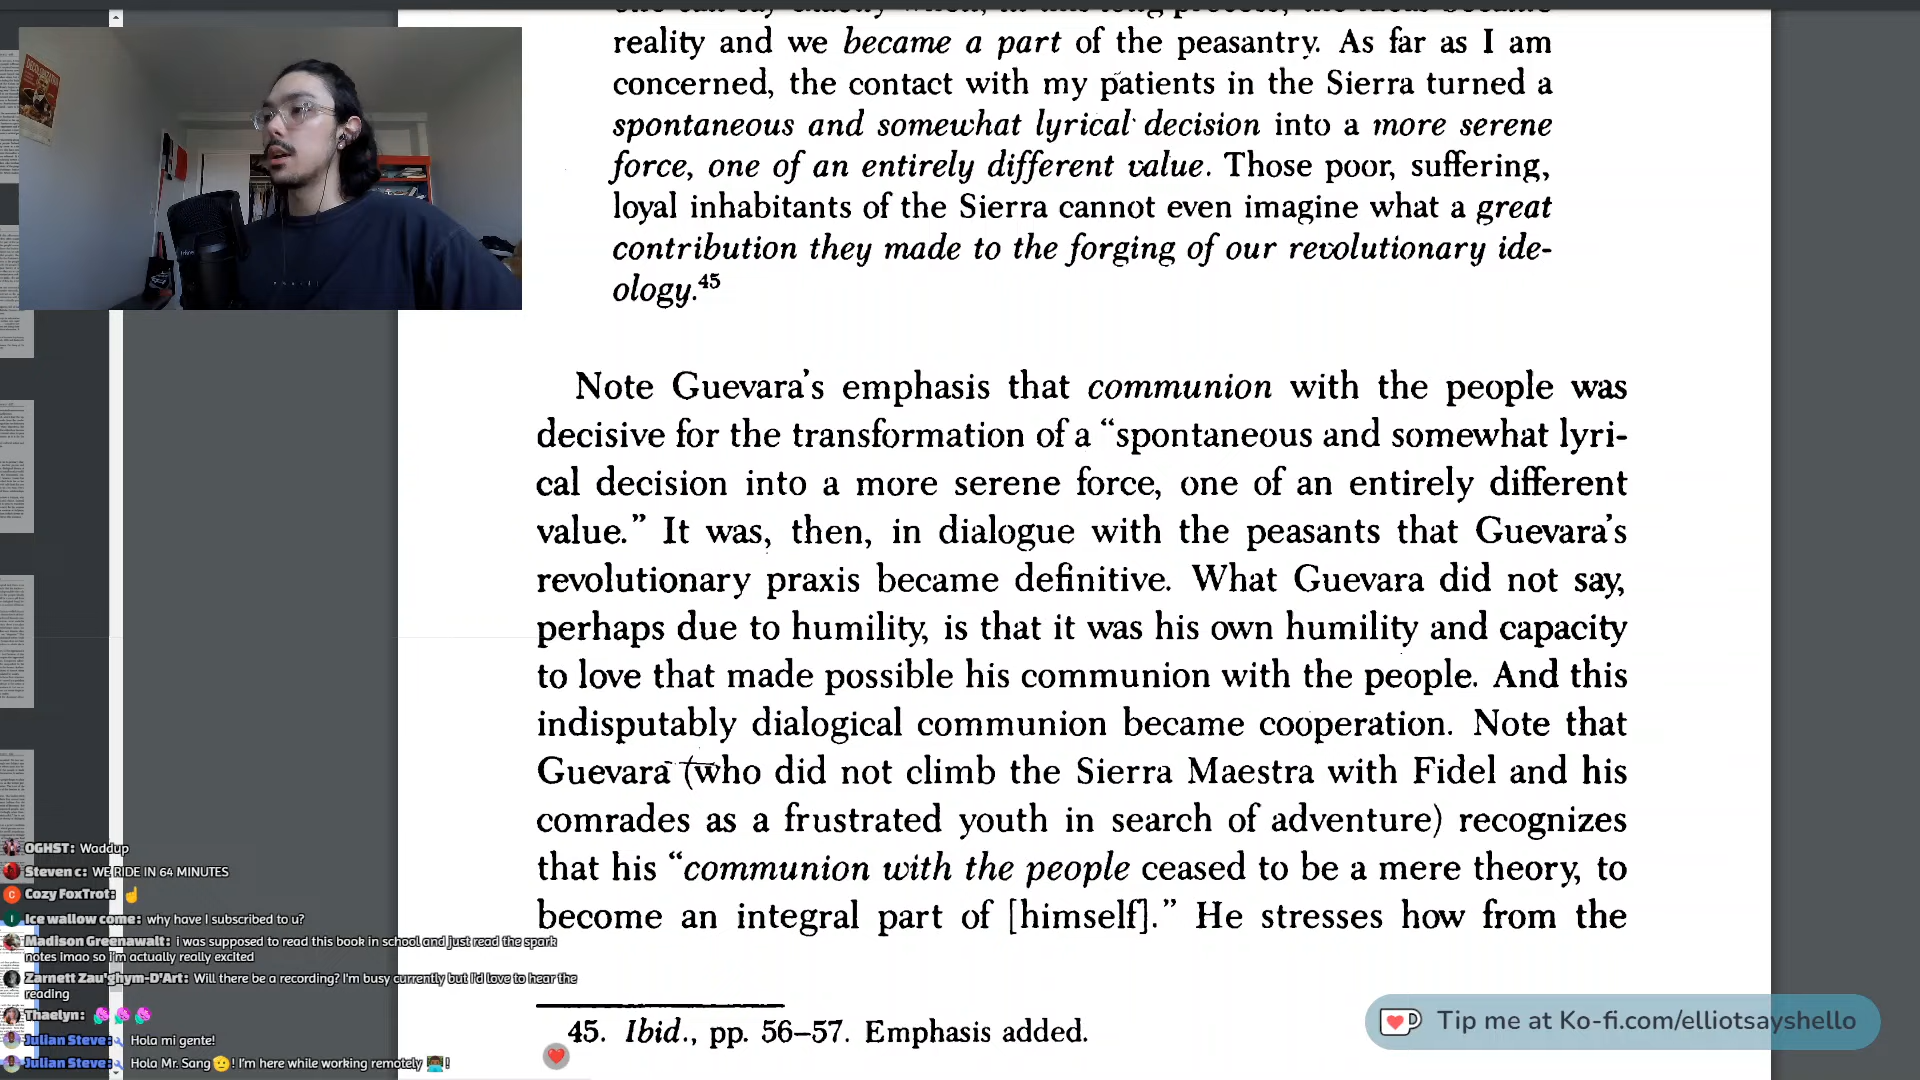 reality and we became a part of the peasantry. As far as I am
concerned, the contact with my patients in the Sierra turned a
spontaneous and somewhat lyrical decision into a more serene
force, one of an entirely different value. Those poor, suffering,
loyal inhabitants of the Sierra cannot even imagine what a great
contribution they made to the forging of our revolutionary ide-
ology.45
Note Guevara's emphasis that communion with the people was
decisive for the transformation of a “spontaneous and somewhat lyri-
cal decision into a more serene force, one of an entirely different
value.” It was, then, in dialogue with the peasants that Guevara's
revolutionary praxis became definitive. What Guevara did not say,
perhaps due to humility, is that it was his own humility and capacity
to love that made possible his communion with the people. And this
indisputably dialogical communion became cooperation. Note that
Guevara (who did not climb the Sierra Maestra with Fidel and his
comrades as a frustrated youth in search of adventure) recognizes
that his “communion with the people ceased to be a mere theory, to
become an integral part of [himself].” He stresses how from the
45. Ibid., pp. 56–57. Emphasis added.
OGHST: Waddup
Steven c: WE RIDE IN 64 MINUTES
Cozy FoxTrot: ☝
Ice wallow come: why have I subscribed to u?
Madison Greenawalt: i was supposed to read this book in school and just read the spark
notes lmao so i'm actually really excited
Zarnett Zau'ghym-D'Art: Will there be a recording? I'm busy currently but I'd love to hear the
reading
Thaelyn:
Julian Steve: Hola mi gente!
Julian Steve: Hola Mr. Sang! I'm here while working remotely !
Tip me at Ko-fi.com/elliotsayshello